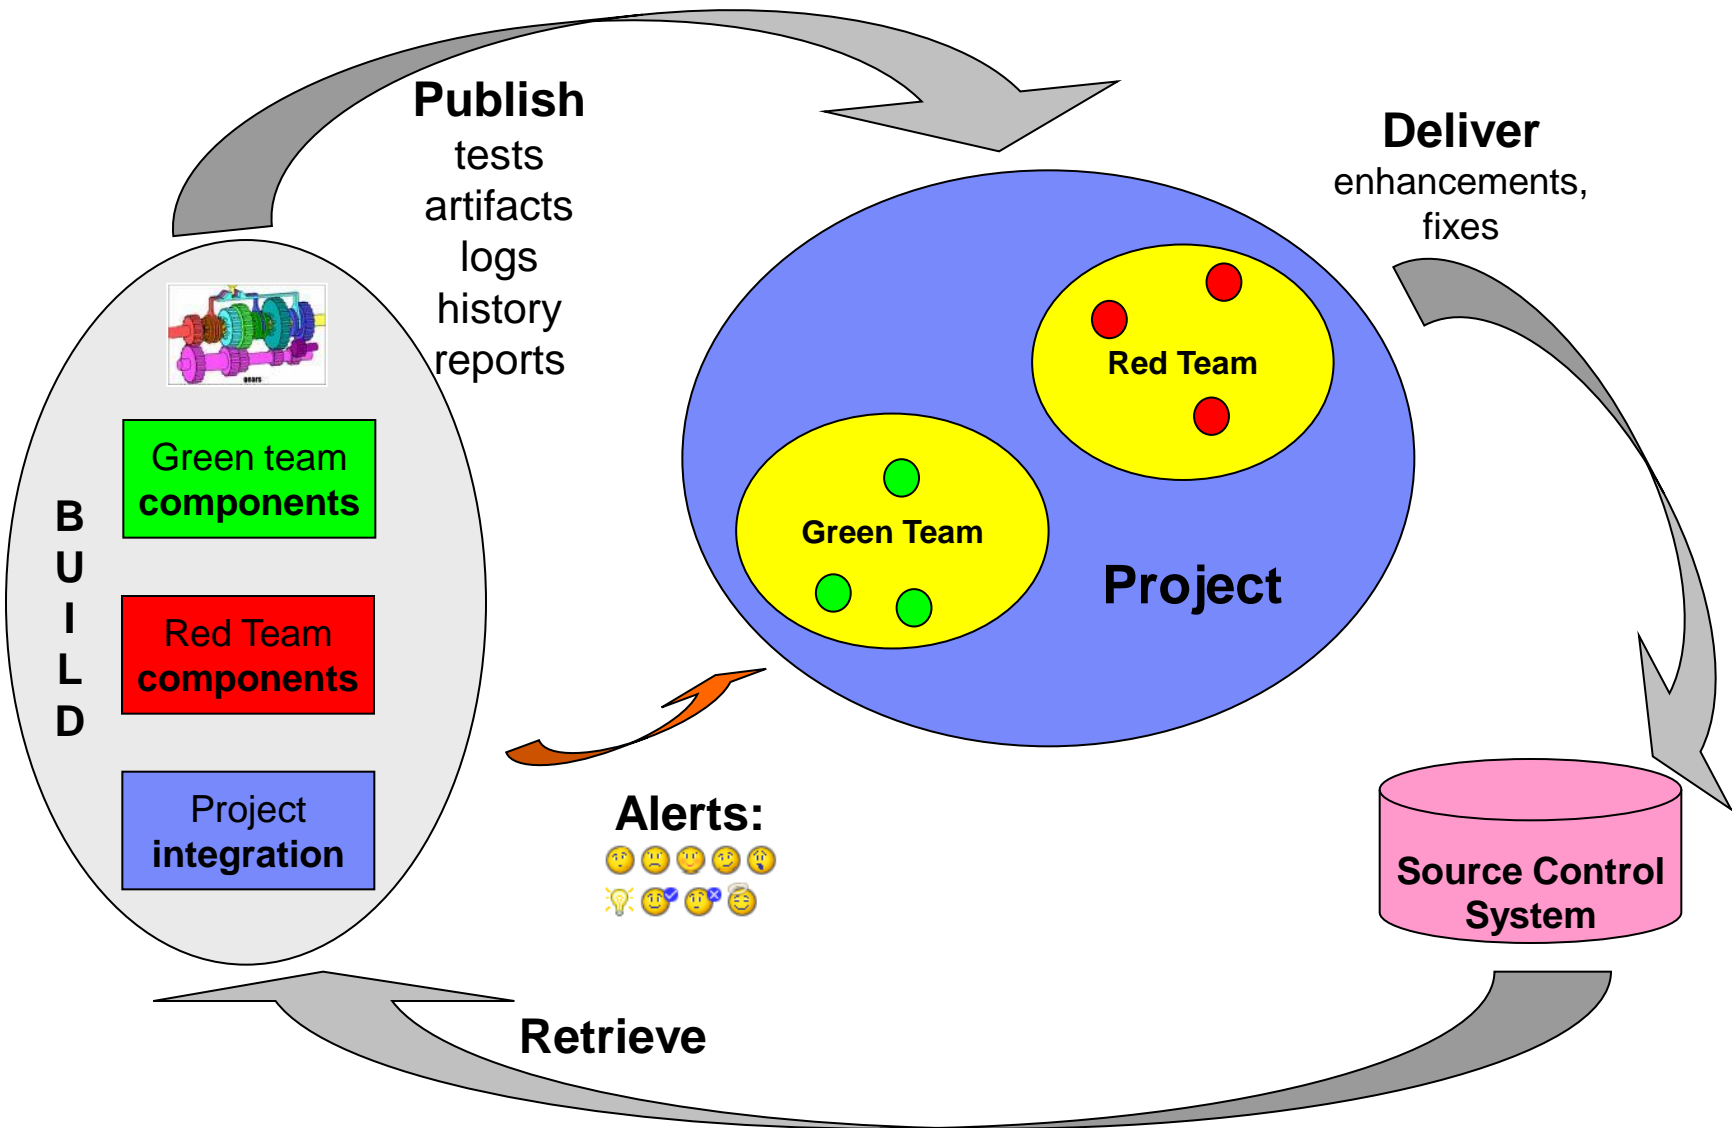 Publish
tests
artifacts
logs
history
reports
Deliver
enhancements,
fixes
gears
B
U
I
L
D
Green team
components
Red Team
components
Project
integration
Red Team
Green Team
Project
Alerts:
Source Control
System
Retrieve